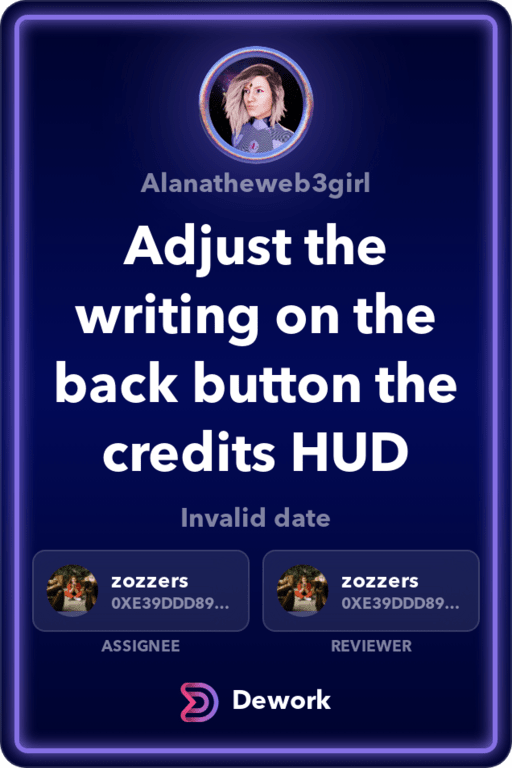 Alanatheweb3girl
Adjust the
writing on the
back button the
credits HUD
Invalid date
zozzers
0XE39DDD89...
zozzers
0XE39DDD89...
ASSIGNEE
REVIEWER
Dework